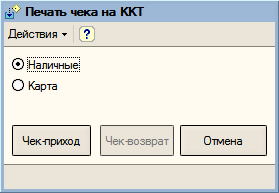 Печать чека на ККТ
Действия ?
Наличные
Карта
Чек-приход Чек-возврат Отмена